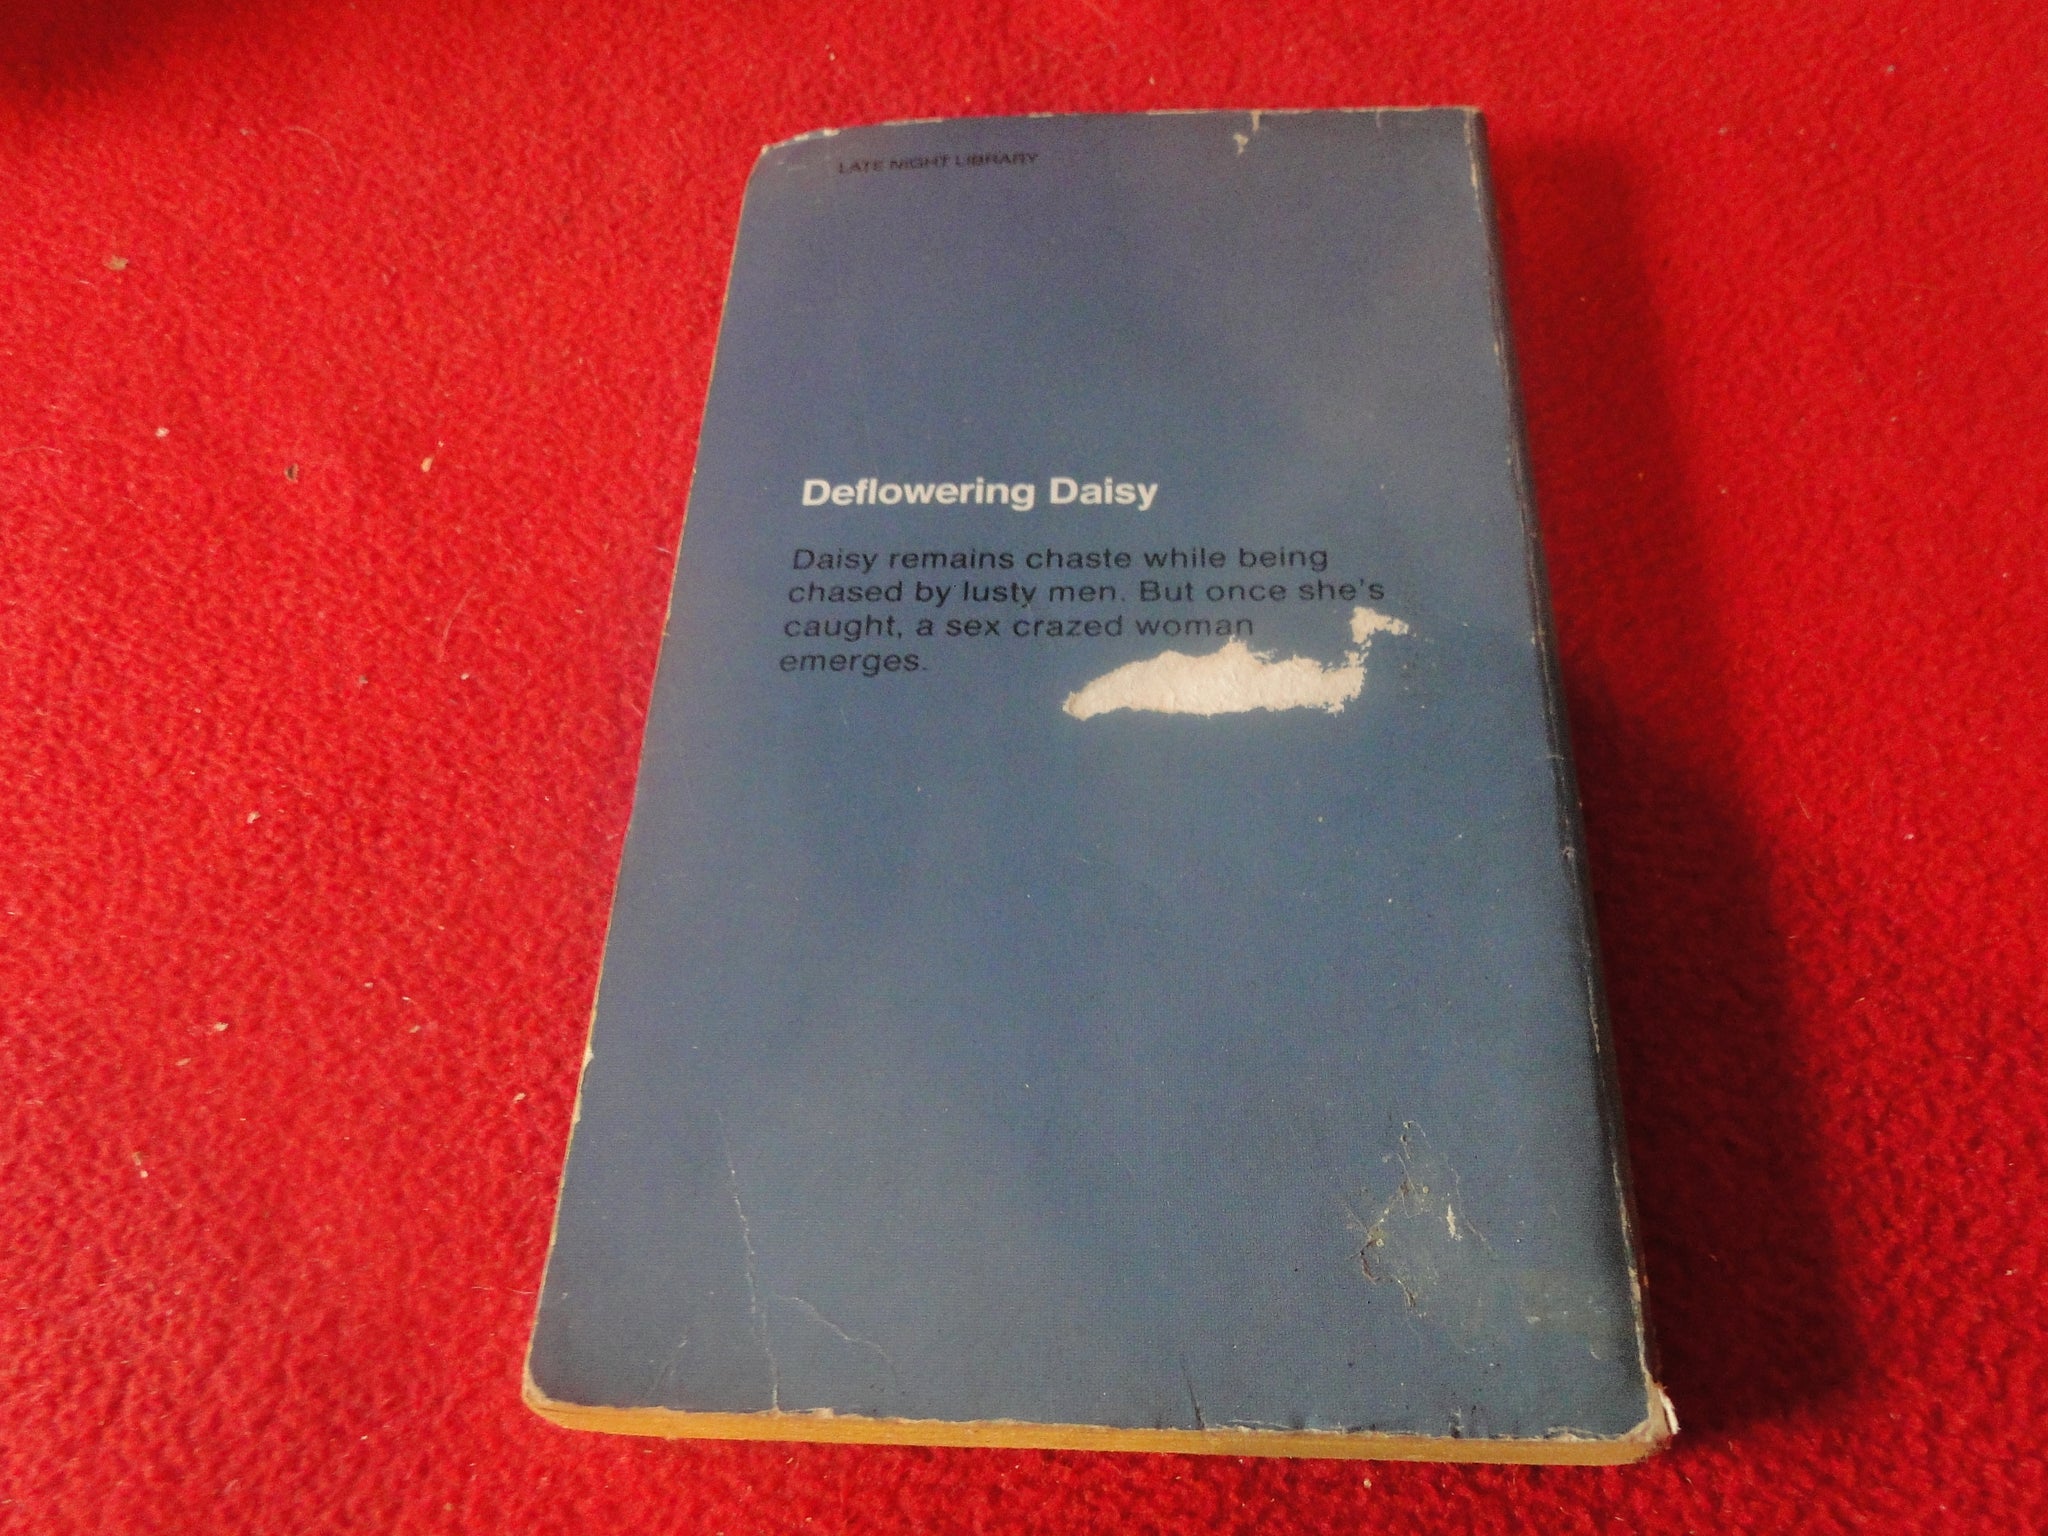 LATE NIGHT LIBRARY
Deflowering Daisy
Daisy remains chaste while being
chased by lusty men. But once she's
caught, a sex crazed woman
emerges.